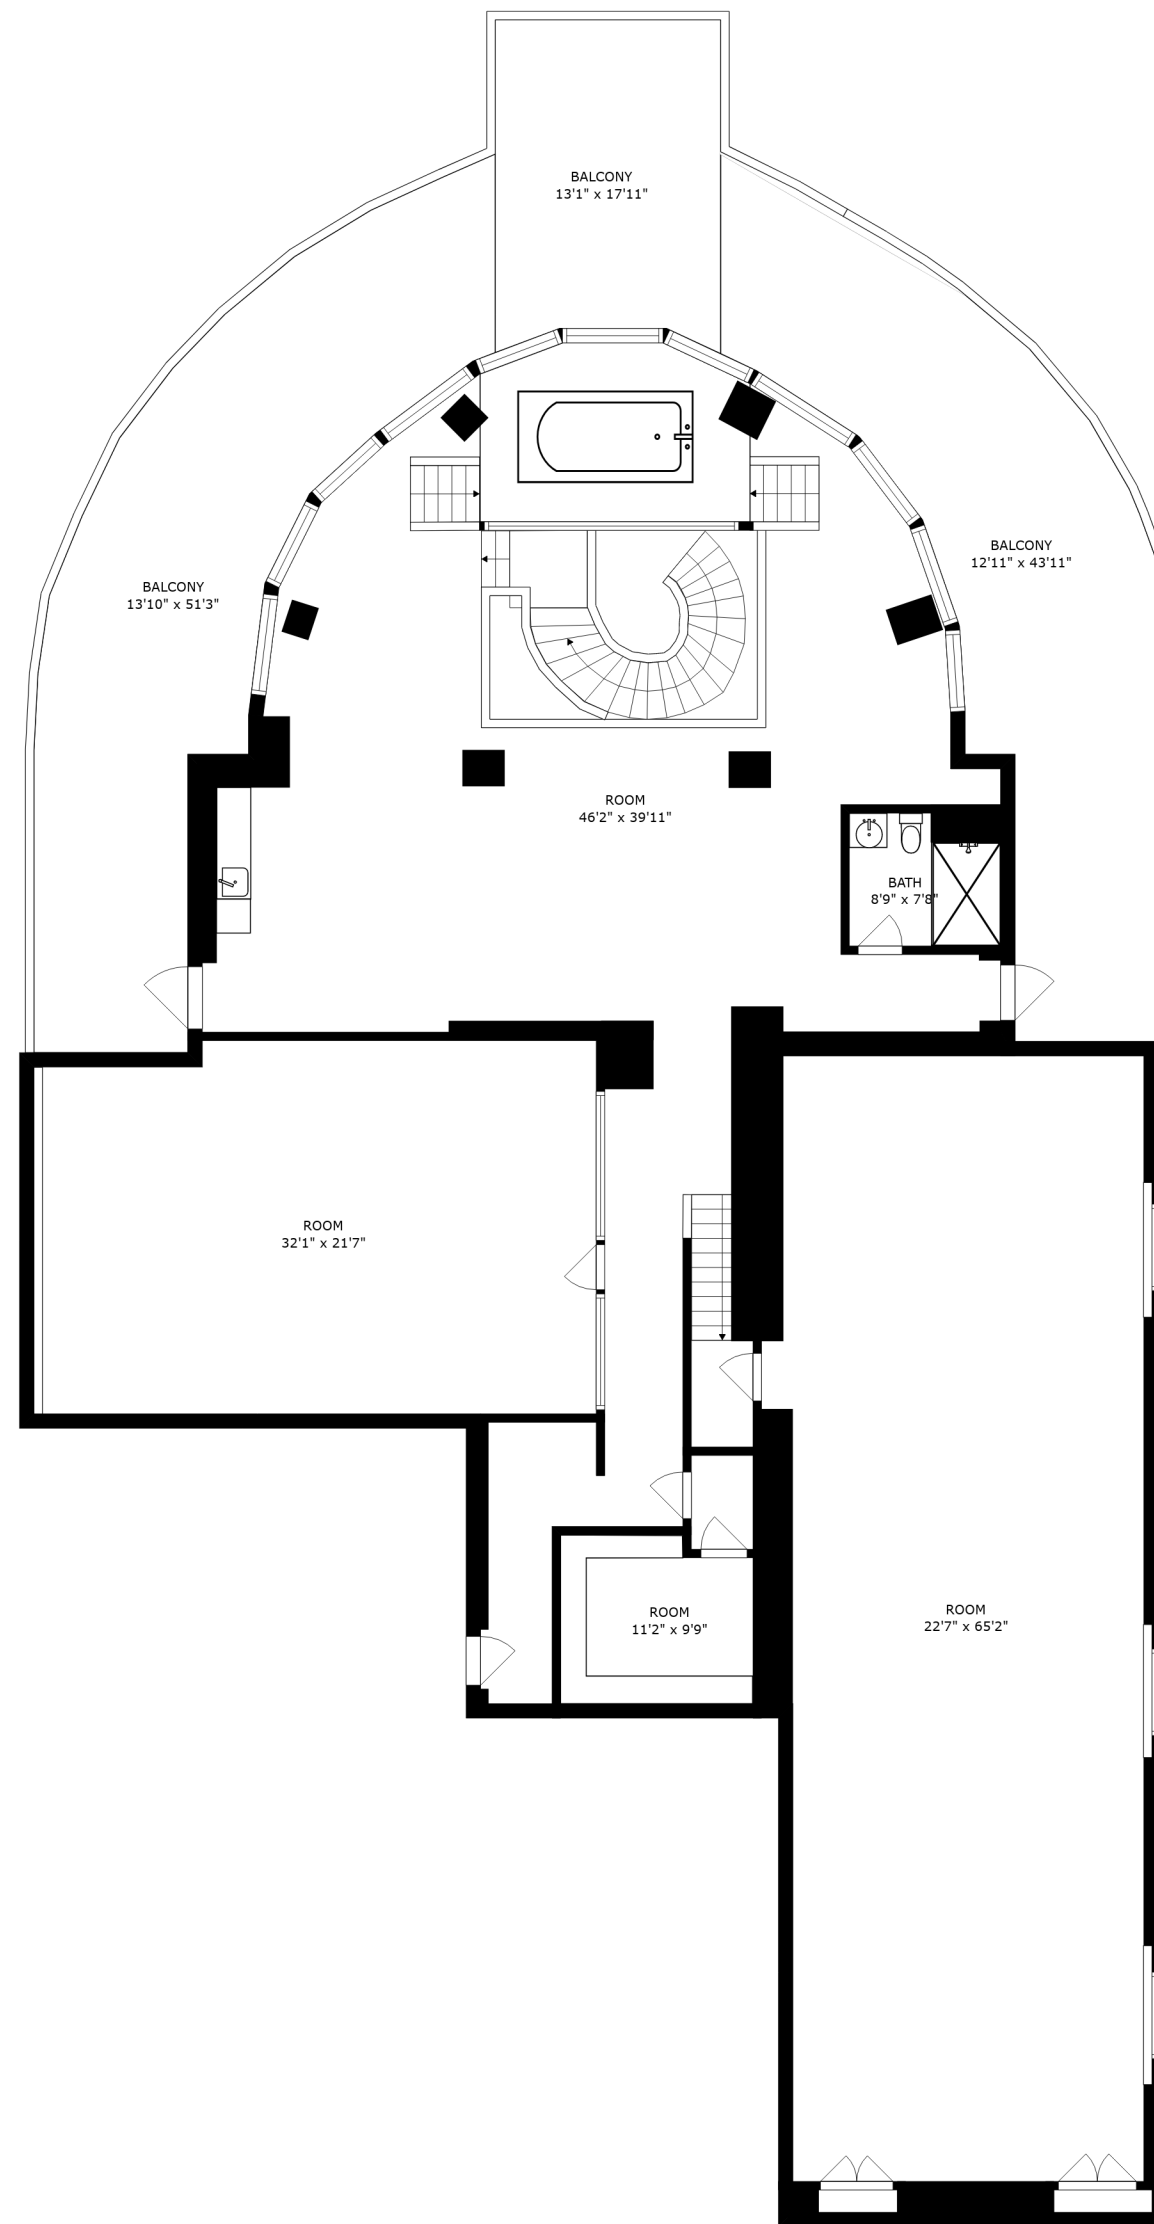 BALCONY
13'1" x 17'11"
BALCONY
12'11" x 43'11"
BALCONY
13'10" x 51'3"
ROOM
46'2" x 39'11"
BATH
8'9" x 7'8"
ROOM
32'1" x 21'7"
ROOM
11'2" x 9'9"
ROOM
22'7" x 65'2"